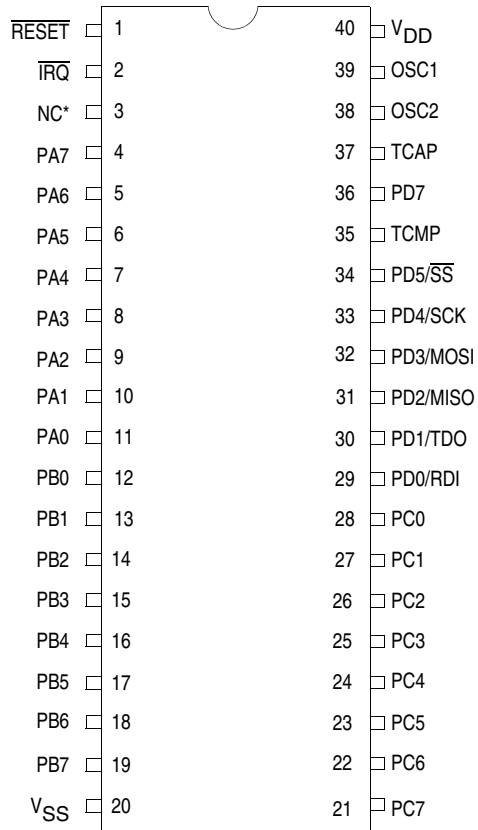 RESET 1 40 VDD
IRQ 2 39 OSC1
NC* 3 38 OSC2
PA7 4 37 TCAP
PA6 5 36 PD7
PA5 6 35 TCMP
PA4 7 34 PD5/SS
PA3 8 33 PD4/SCK
PA2 9 32 PD3/MOSI
PA1 10 31 PD2/MISO
PA0 11 30 PD1/TDO
PB0 12 29 PD0/RDI
PB1 13 28 PC0
PB2 14 27 PC1
PB3 15 26 PC2
PB4 16 25 PC3
PB5 17 24 PC4
PB6 18 23 PC5
PB7 19 22 PC6
VSS 20 21 PC7